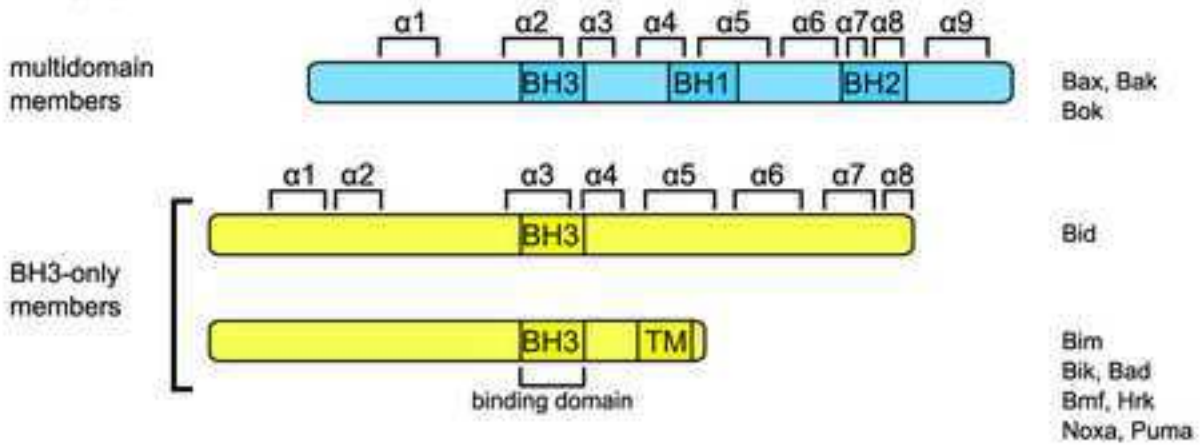 α1 α2 α3 α4 α5 α6 α7 α8 α9
multidomain
members
BH3 BH1 BH2
Bax, Bak
Bok
α1 α2 α3 α4 α5 α6 α7 α8
BH3
Bid
BH3-only
members
BH3 TM
binding domain
Bim
Bik, Bad
Bmf, Hrk
Noxa, Puma